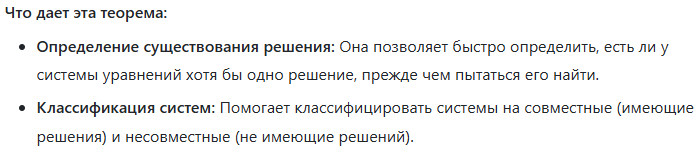 Что дает эта теорема:
• Определение существования решения: Она позволяет быстро определить, есть ли у
системы уравнений хотя бы одно решение, прежде чем пытаться его найти.
• Классификация систем: Помогает классифицировать системы на совместные (имеющие
решения) и несовместные (не имеющие решений).